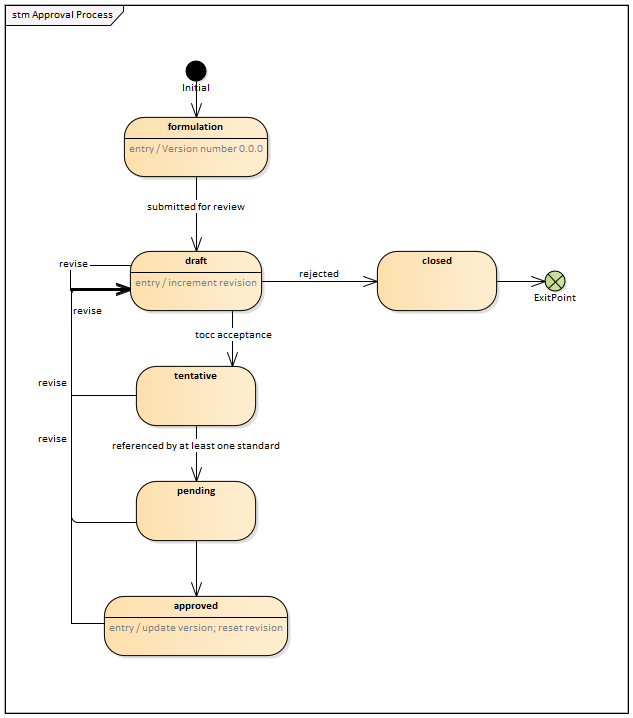 stm Approval Process
Initial
formulation
entry / Version number 0.0.0
submitted for review
revise
draft
entry / increment revision
rejected
closed
ExitPoint
revise
tocc acceptance
tentative
revise
revise
referenced by at least one standard
pending
approved
entry / update version; reset revision